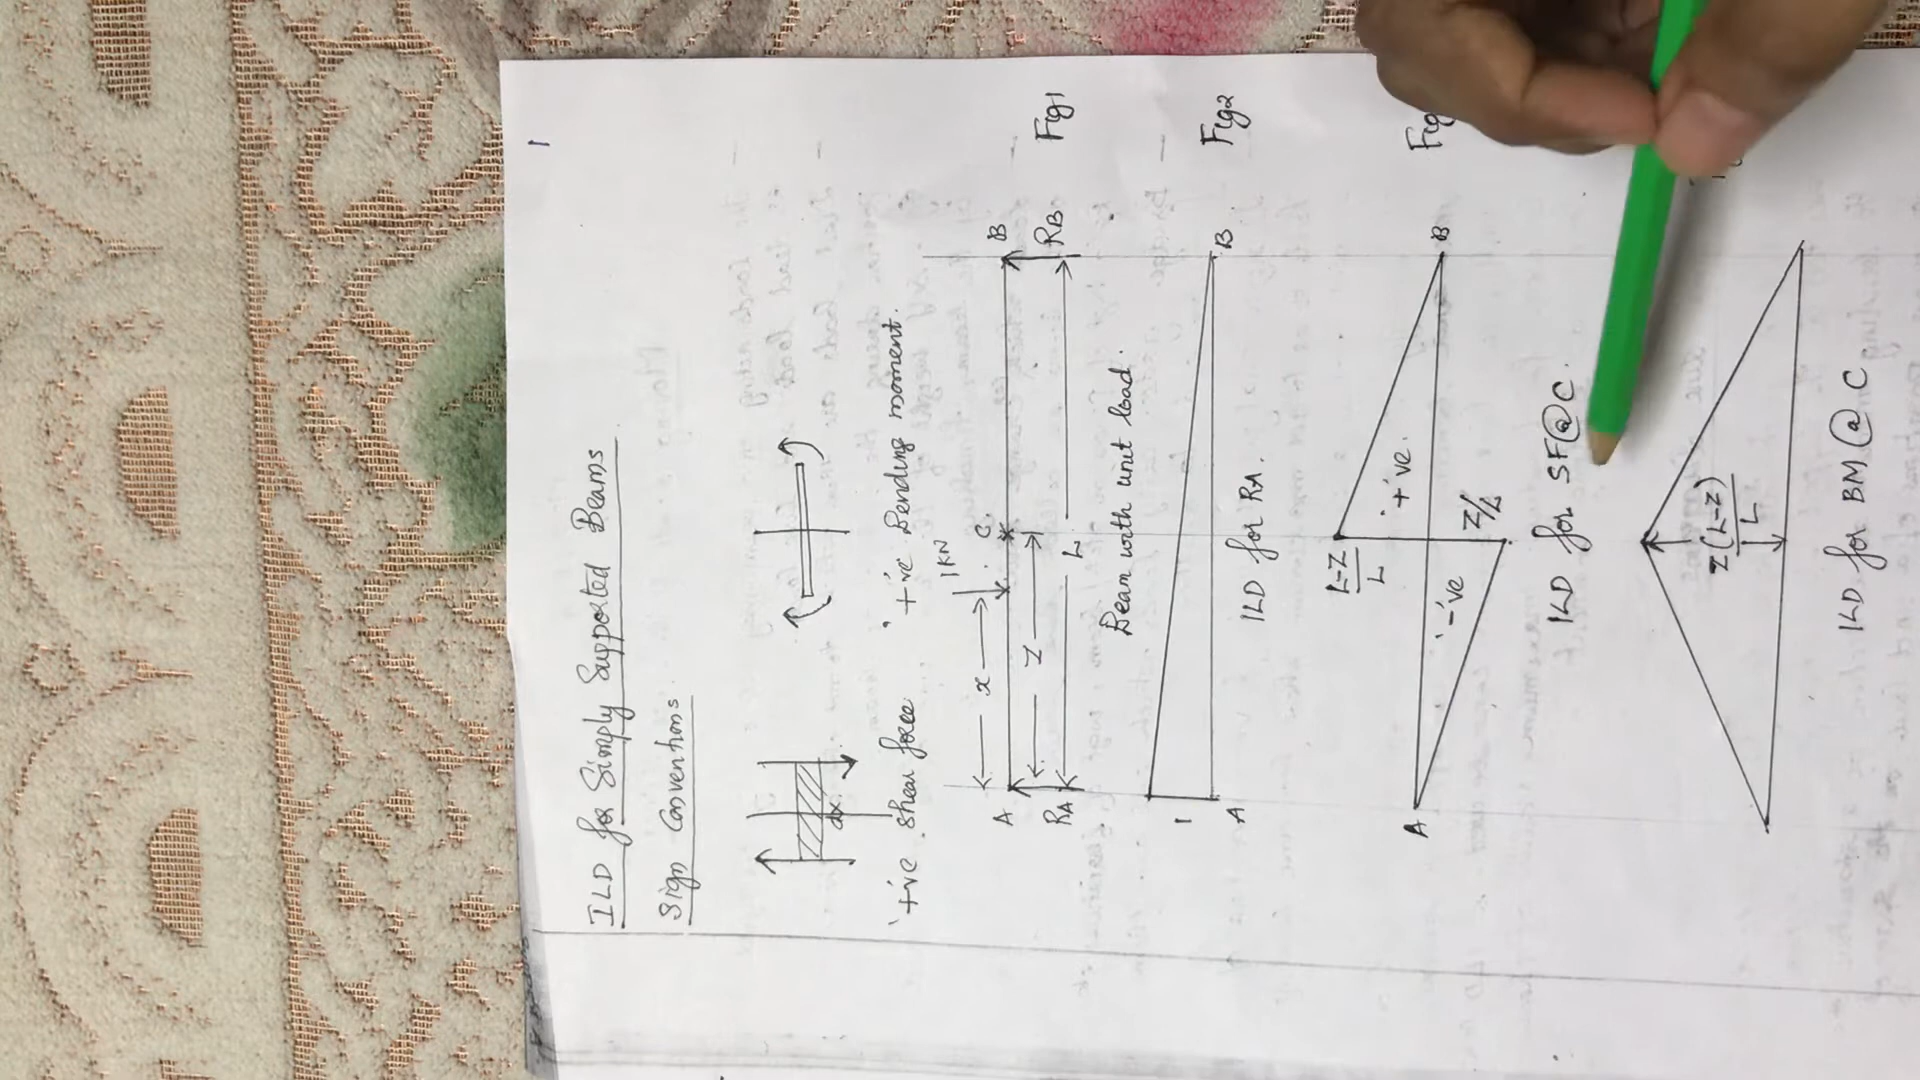 1
ILD for Simply Supported Beams
Sign Conventions
dx
'+ve shear force '+ve Bending moment.
1KN
x
A C. B
Z
RA L RB Fig1
Beam with unit load.
1
A B Fig2
ILD for RA.
L-Z
L
'+'ve
A B Fig
'-'ve Z/L
ILD for SF@C.
Z(L-Z)
L
ILD for BM@C